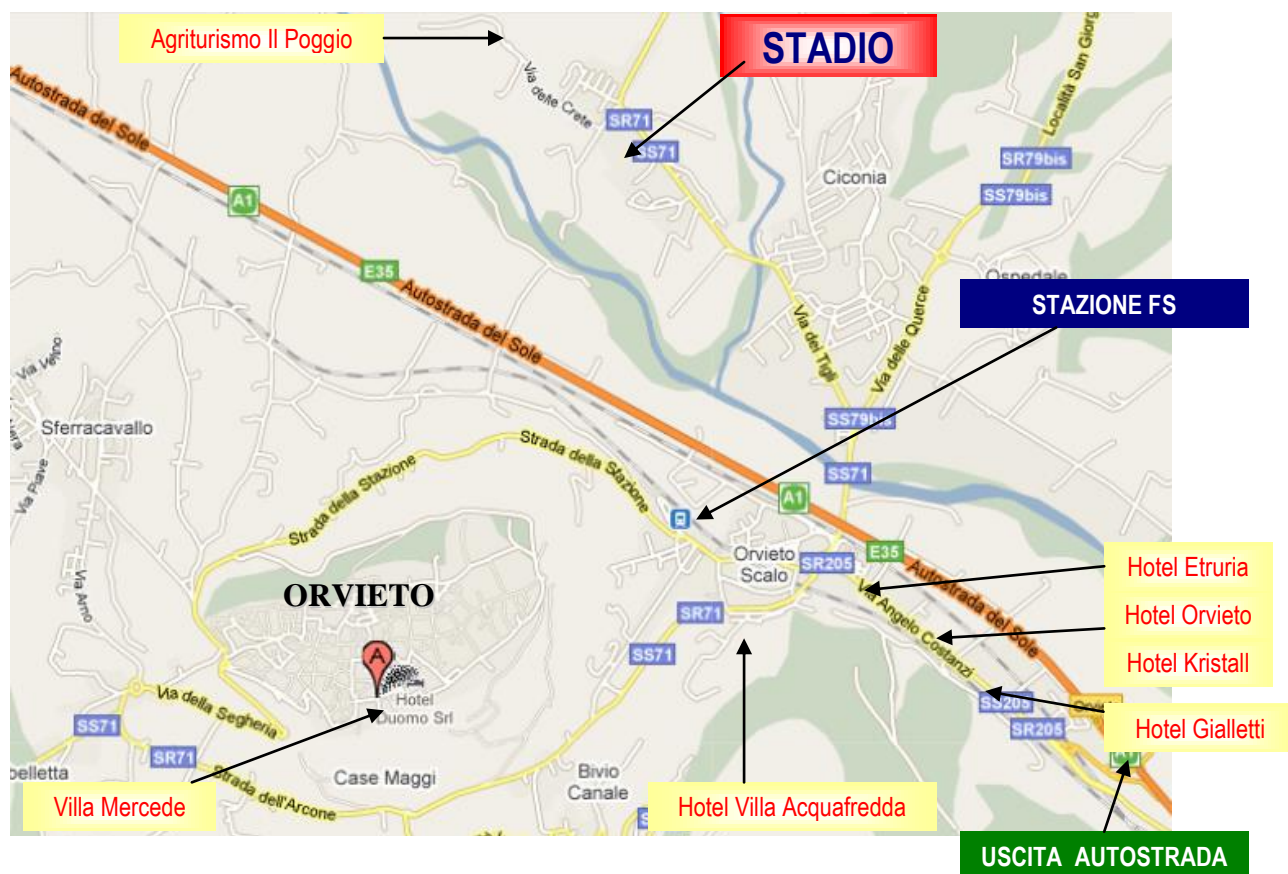 Agriturismo Il Poggio
STADIO
Autostrada del Sole
Via delle Crete
SR71
SS71
Località San Giorg
SR79bis
SS79bis
Ciconia
A1
E35
Autostrada del Sole
Ospedale
STAZIONE FS
Via dei Tigli
Via delle Querce
Via Velino
Sferracavallo
Via Piave
SS79bis
SS71
Strada della Stazione
Strada della Stazione
A1
Orvieto
Scalo
SR205
E35
Autostrada del Sole
Hotel Etruria
Via Angelo Costanzi
Hotel Orvieto
Hotel Kristall
Via Arno
ORVIETO
SR71
SS71
A
Hotel
Duomo Srl
Via della Segheria
SS71
SR71
SS205
SR205
Hotel Gialletti
A1
pelletta
Strada dell'Arcone
Case Maggi
Bivio
Canale
Villa Mercede
Hotel Villa Acquafredda
USCITA AUTOSTRADA